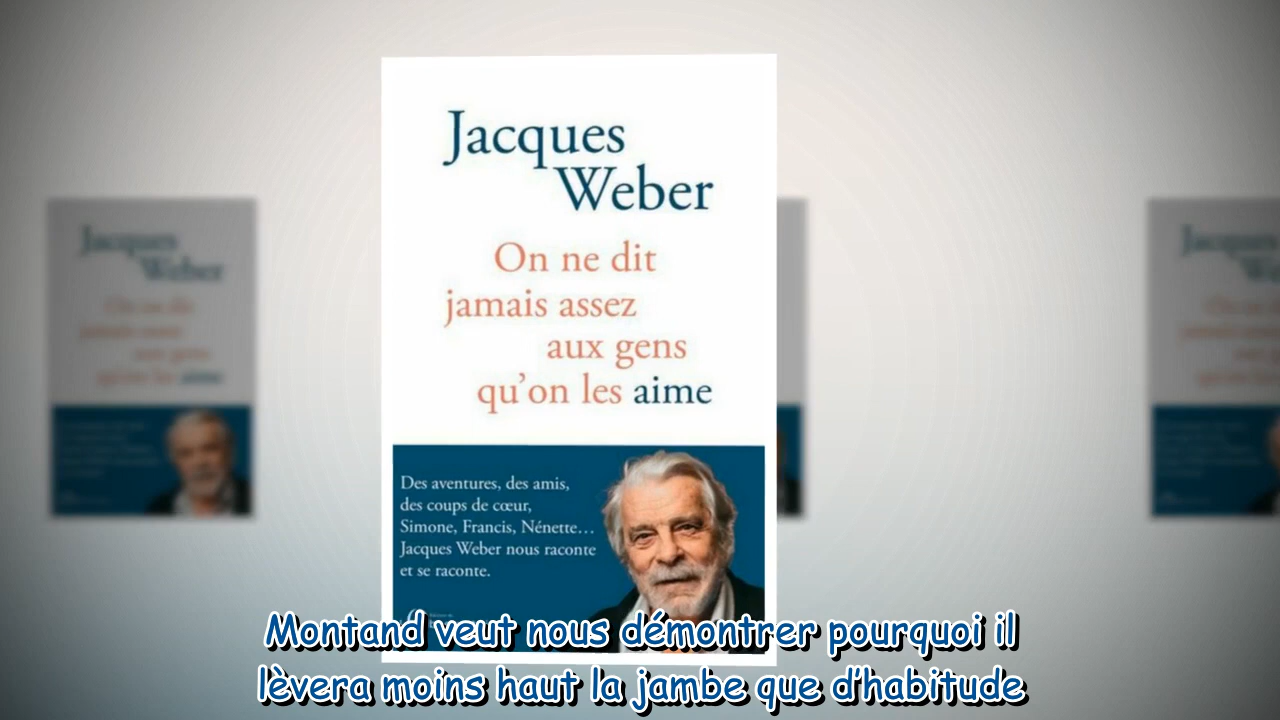 Jacques
Weber
On ne dit
jamais assez
aux gens
qu'on les aime
Des aventures, des amis,
des coups de cœur,
Simone, Francis, Nénette…
Jacques Weber nous raconte
et se raconte.
Montand veut nous démontrer pourquoi il
lèvera moins haut la jambe que d'habitude
Jacques
Weber